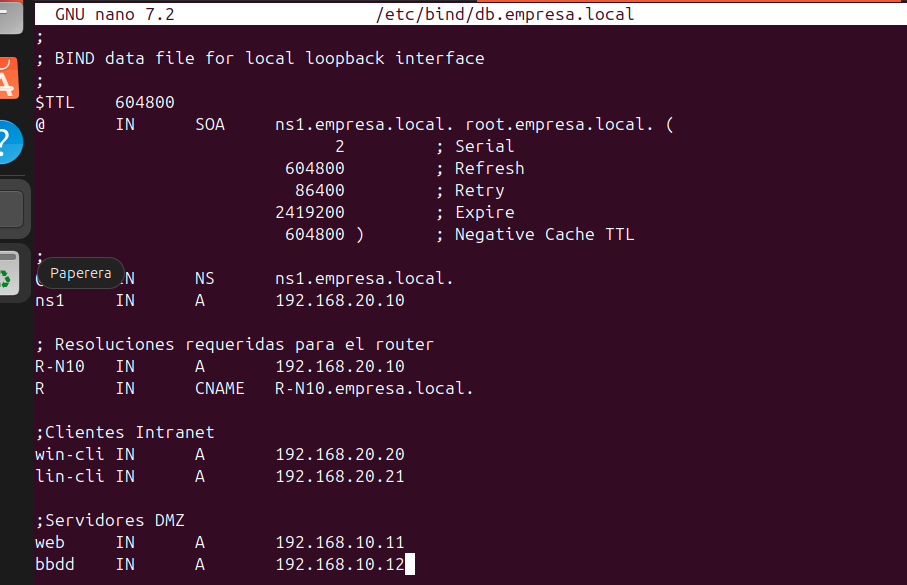 GNU nano 7.2 /etc/bind/db.empresa.local
;
; BIND data file for local loopback interface
;
$TTL 604800
@ IN SOA ns1.empresa.local. root.empresa.local. (
2 ; Serial
604800 ; Refresh
86400 ; Retry
2419200 ; Expire
604800 ) ; Negative Cache TTL
;
Paperera
N NS ns1.empresa.local.
ns1 IN A 192.168.20.10
; Resoluciones requeridas para el router
R-N10 IN A 192.168.20.10
R IN CNAME R-N10.empresa.local.
;Clientes Intranet
win-cli IN A 192.168.20.20
lin-cli IN A 192.168.20.21
;Servidores DMZ
web IN A 192.168.10.11
bbdd IN A 192.168.10.12